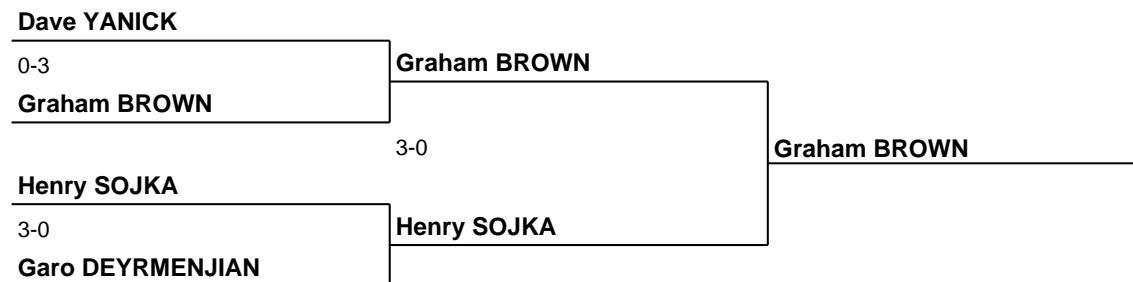 Dave YANICK
0-3
Graham BROWN
Graham BROWN
3-0
Graham BROWN
Henry SOJKA
3-0
Henry SOJKA
Garo DEYRMENJIAN